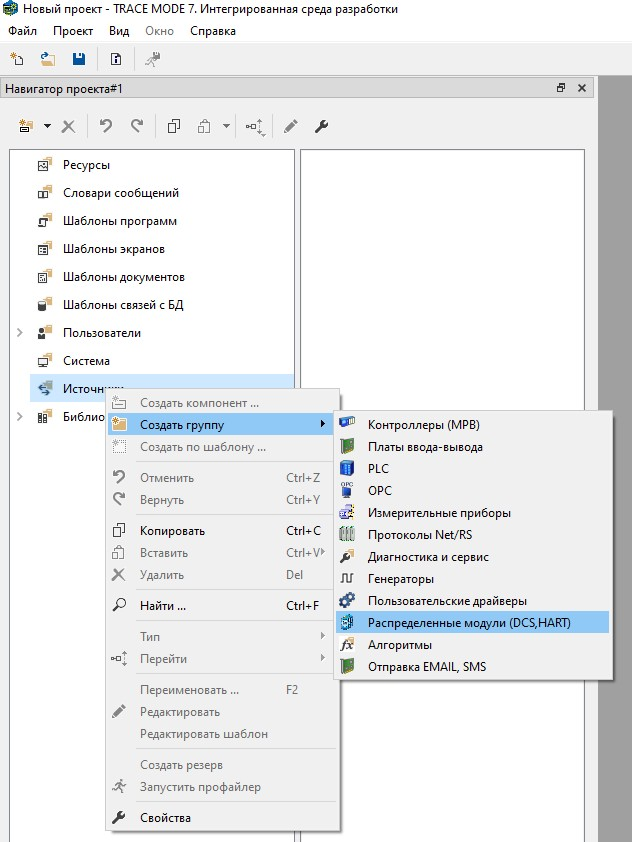 Новый проект - TRACE MODE 7. Интегрированная среда разработки
Файл Проект Вид Окно Справка
Навигатор проекта#1
Ресурсы
Словари сообщений
Шаблоны программ
Шаблоны экранов
Шаблоны документов
Шаблоны связей с БД
Пользователи
Система
Источники
Библио
Создать компонент ...
Создать группу
Создать по шаблону ...
Отменить Ctrl+Z
Вернуть Ctrl+Y
Копировать Ctrl+C
Вставить Ctrl+V
Удалить Del
Найти ... Ctrl+F
Тип
Перейти
Переименовать ... F2
Редактировать
Редактировать шаблон
Создать резерв
Запустить профайлер
Свойства
Контроллеры (МРВ)
Платы ввода-вывода
PLC
OPC
Измерительные приборы
Протоколы Net/RS
Диагностика и сервис
Генераторы
Пользовательские драйверы
Распределенные модули (DCS,HART)
Алгоритмы
Отправка EMAIL, SMS